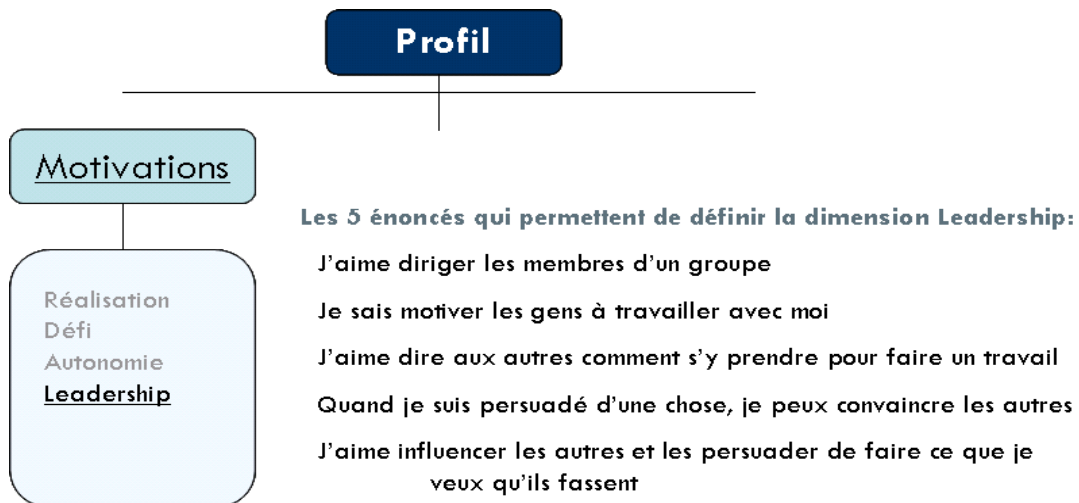 Profil
Motivations
Réalisation
Défi
Autonomie
Leadership
Les 5 énoncés qui permettent de définir la dimension Leadership:
J'aime diriger les membres d'un groupe
Je sais motiver les gens à travailler avec moi
J'aime dire aux autres comment s'y prendre pour faire un travail
Quand je suis persuadé d'une chose, je peux convaincre les autres
J'aime influencer les autres et les persuader de faire ce que je
veux qu'ils fassent